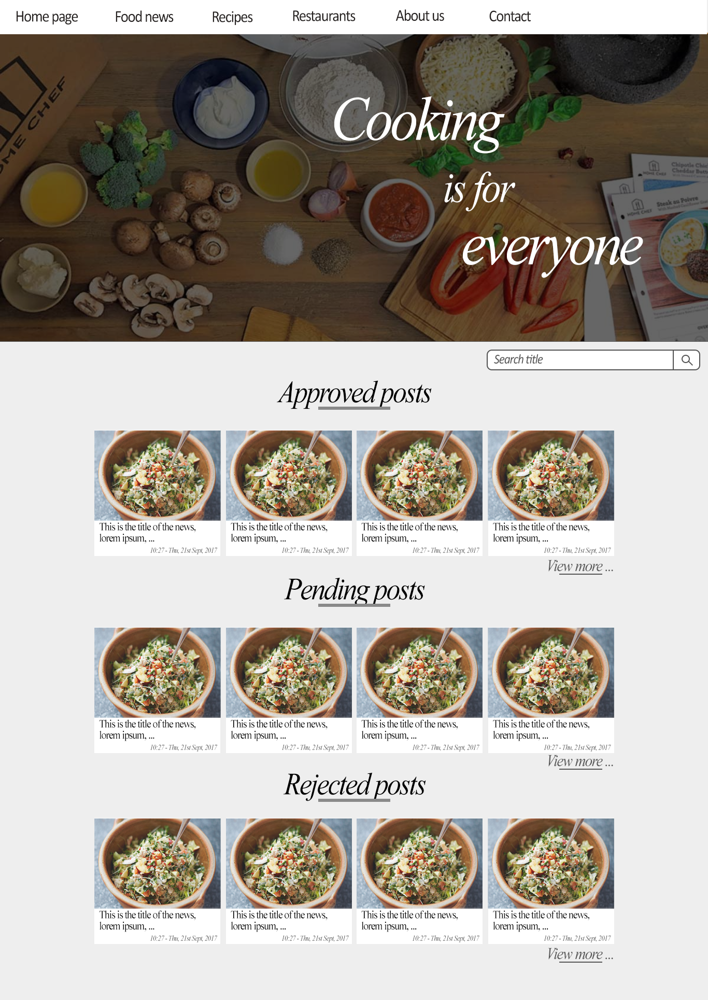 Home page Food news Recipes Restaurants About us Contact
HOME CHEF
Cooking
is for
everyone
HOME CHEF
Steak au Poivre
HOME CHEF
Search title
Approved posts
This is the title of the news, This is the title of the news, This is the title of the news, This is the title of the news,
lorem ipsum, ... lorem ipsum, ... lorem ipsum, ... lorem ipsum, ...
10:27 - Thu, 21st Sept, 2017 10:27 - Thu, 21st Sept, 2017 10:27 - Thu, 21st Sept, 2017 10:27 - Thu, 21st Sept, 2017
View more ...
Pending posts
This is the title of the news, This is the title of the news, This is the title of the news, This is the title of the news,
lorem ipsum, ... lorem ipsum, ... lorem ipsum, ... lorem ipsum, ...
10:27 - Thu, 21st Sept, 2017 10:27 - Thu, 21st Sept, 2017 10:27 - Thu, 21st Sept, 2017 10:27 - Thu, 21st Sept, 2017
View more ...
Rejected posts
This is the title of the news, This is the title of the news, This is the title of the news, This is the title of the news,
lorem ipsum, ... lorem ipsum, ... lorem ipsum, ... lorem ipsum, ...
10:27 - Thu, 21st Sept, 2017 10:27 - Thu, 21st Sept, 2017 10:27 - Thu, 21st Sept, 2017 10:27 - Thu, 21st Sept, 2017
View more ...